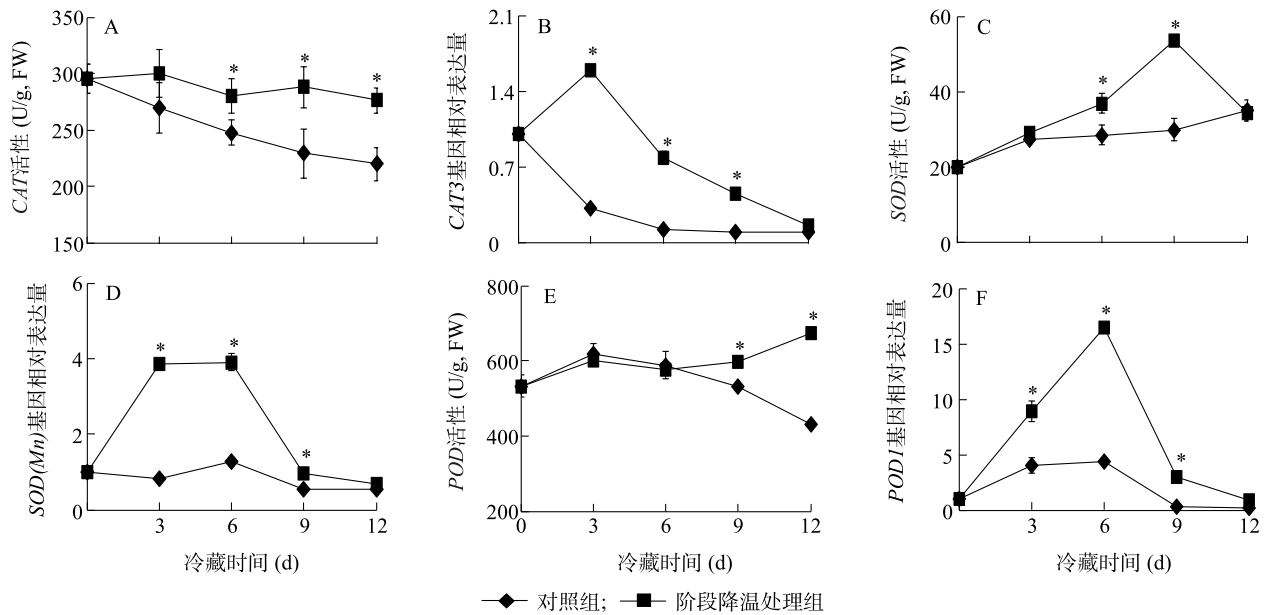 A
CAT活性 (U/g, FW)
350
300
250
200
150
* * *
B
CAT3基因相对表达量
2.1
1.4
0.7
0
* * *
C
SOD活性 (U/g, FW)
60
40
20
0
* *
D
SOD(Mn)基因相对表达量
6
4
2
0
* * *
3 6 9 12
冷藏时间 (d)
E
POD活性 (U/g, FW)
800
600
400
200
* *
0 3 6 9 12
冷藏时间 (d)
F
POD1基因相对表达量
20
15
10
5
0
* * *
3 6 9 12
冷藏时间 (d)
对照组; 阶段降温处理组